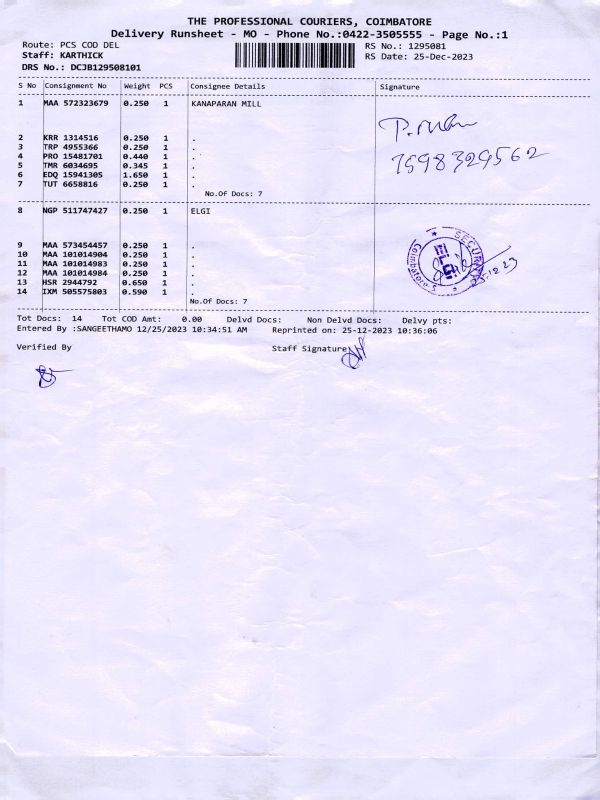 THE PROFESSIONAL COURIERS, COIMBATORE
Delivery Runsheet - MO - Phone No.:0422-3505555 - Page No.:1
Route: PCS COD DEL RS No.: 1295081
Staff: KARTHICK RS Date: 25-Dec-2023
DRS No.: DCJB129508101
S No Consignment No Weight PCS Consignee Details Signature
1 MAA 572323679 0.250 1 KANAPARAN MILL
2 KRR 1314516 0.250 1 .
3 TRP 4955366 0.250 1 .
4 PRO 15481701 0.440 1 .
5 TMR 6034695 0.345 1 .
6 EDQ 15941305 1.650 1 .
7 TUT 6658816 0.250 1 .
7598329562
No.Of Docs: 7
8 NGP 511747427 0.250 1 ELGI
9 MAA 573454457 0.250 1 .
10 MAA 101014904 0.250 1 .
11 MAA 101014983 0.250 1 .
12 MAA 101014984 0.250 1 .
13 HSR 2944792 0.650 1 .
14 IXM 505575803 0.590 1 .
SECURITY
ELGI
Coimbatore
25.12.23
No.Of Docs: 7
Tot Docs: 14 Tot COD Amt: 0.00 Delvd Docs: Non Delvd Docs: Delvy pts:
Entered By :SANGEETHAMO 12/25/2023 10:34:51 AM Reprinted on: 25-12-2023 10:36:06
Verified By Staff Signature